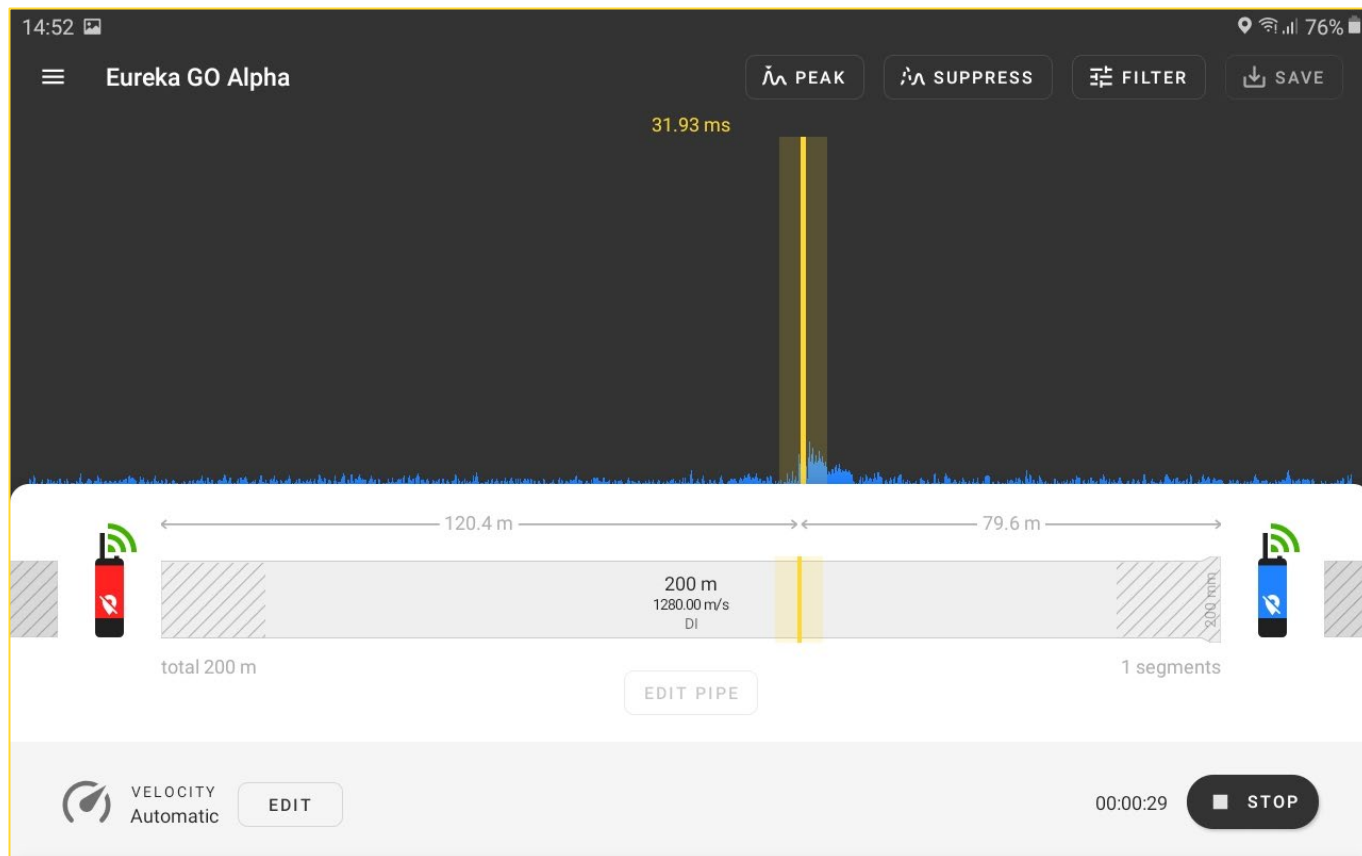 14:52 76%
Eureka GO Alpha PEAK SUPPRESS FILTER SAVE
31.93 ms
120.4 m 79.6 m
200 m
1280.00 m/s
DI
200 mm
total 200 m 1 segments
EDIT PIPE
VELOCITY
Automatic EDIT 00:00:29 STOP